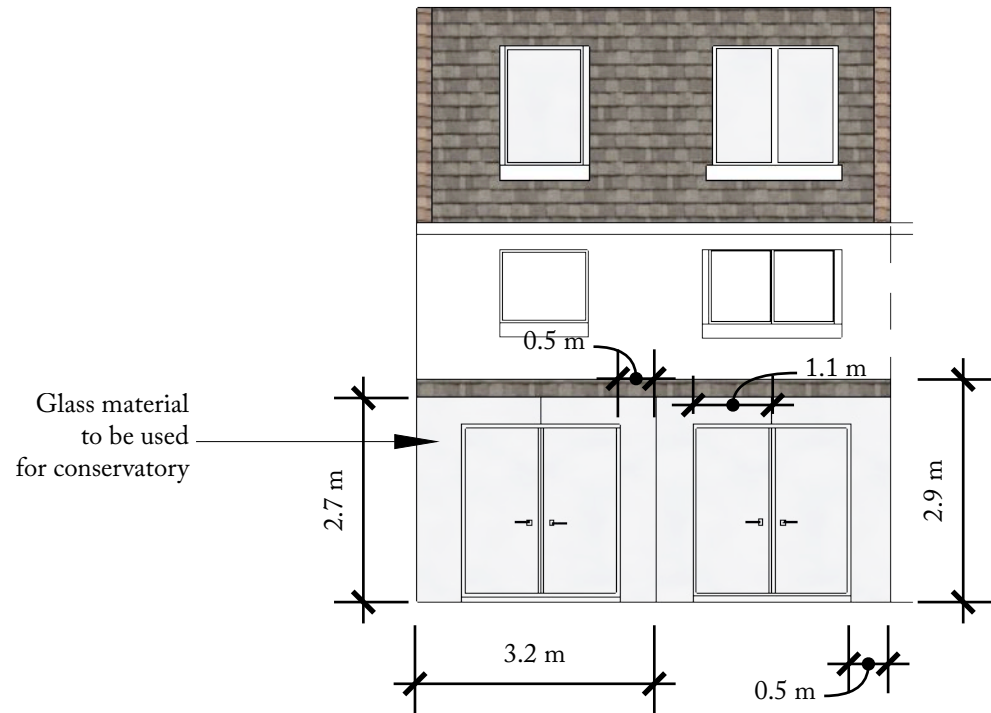 0.5 m
1.1 m
Glass material
to be used
for conservatory
2.7 m
2.9 m
3.2 m
0.5 m